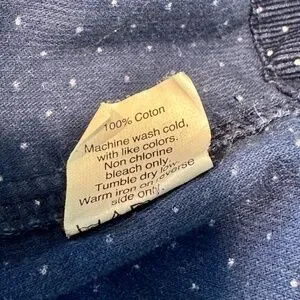 100% Coton
Machine wash cold,
with like colors.
Non chlorine
bleach only.
Tumble dry low
Warm iron on reverse
side only.